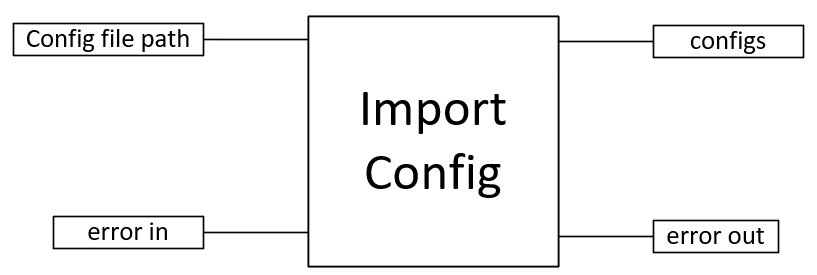 Config file path
configs
Import
Config
error in
error out